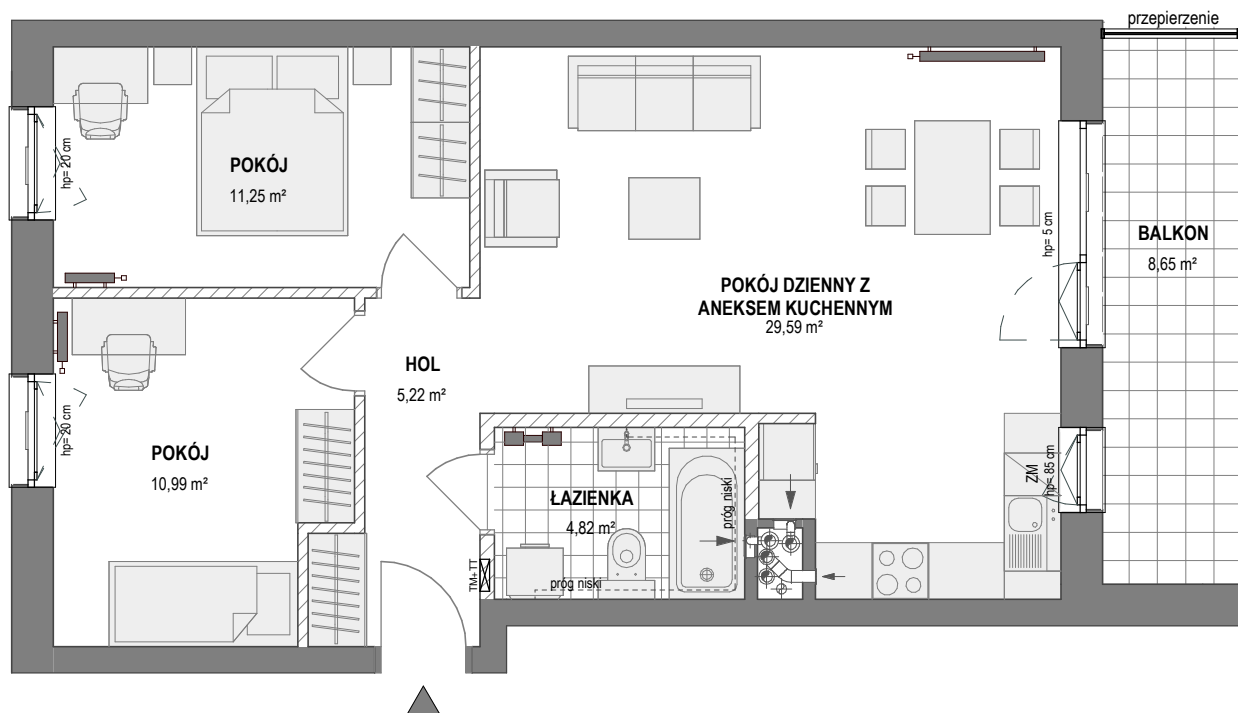 przepierzenie
POKÓJ
11,25 m²
hp= 20 cm
BALKON
8,65 m²
hp= 5 cm
POKÓJ DZIENNY Z
ANEKSEM KUCHENNYM
29,59 m²
HOL
5,22 m²
hp= 20 cm
POKÓJ
10,99 m²
ŁAZIENKA
4,82 m²
próg niski
próg niski
TM+TT
ZM
hp= 85 cm